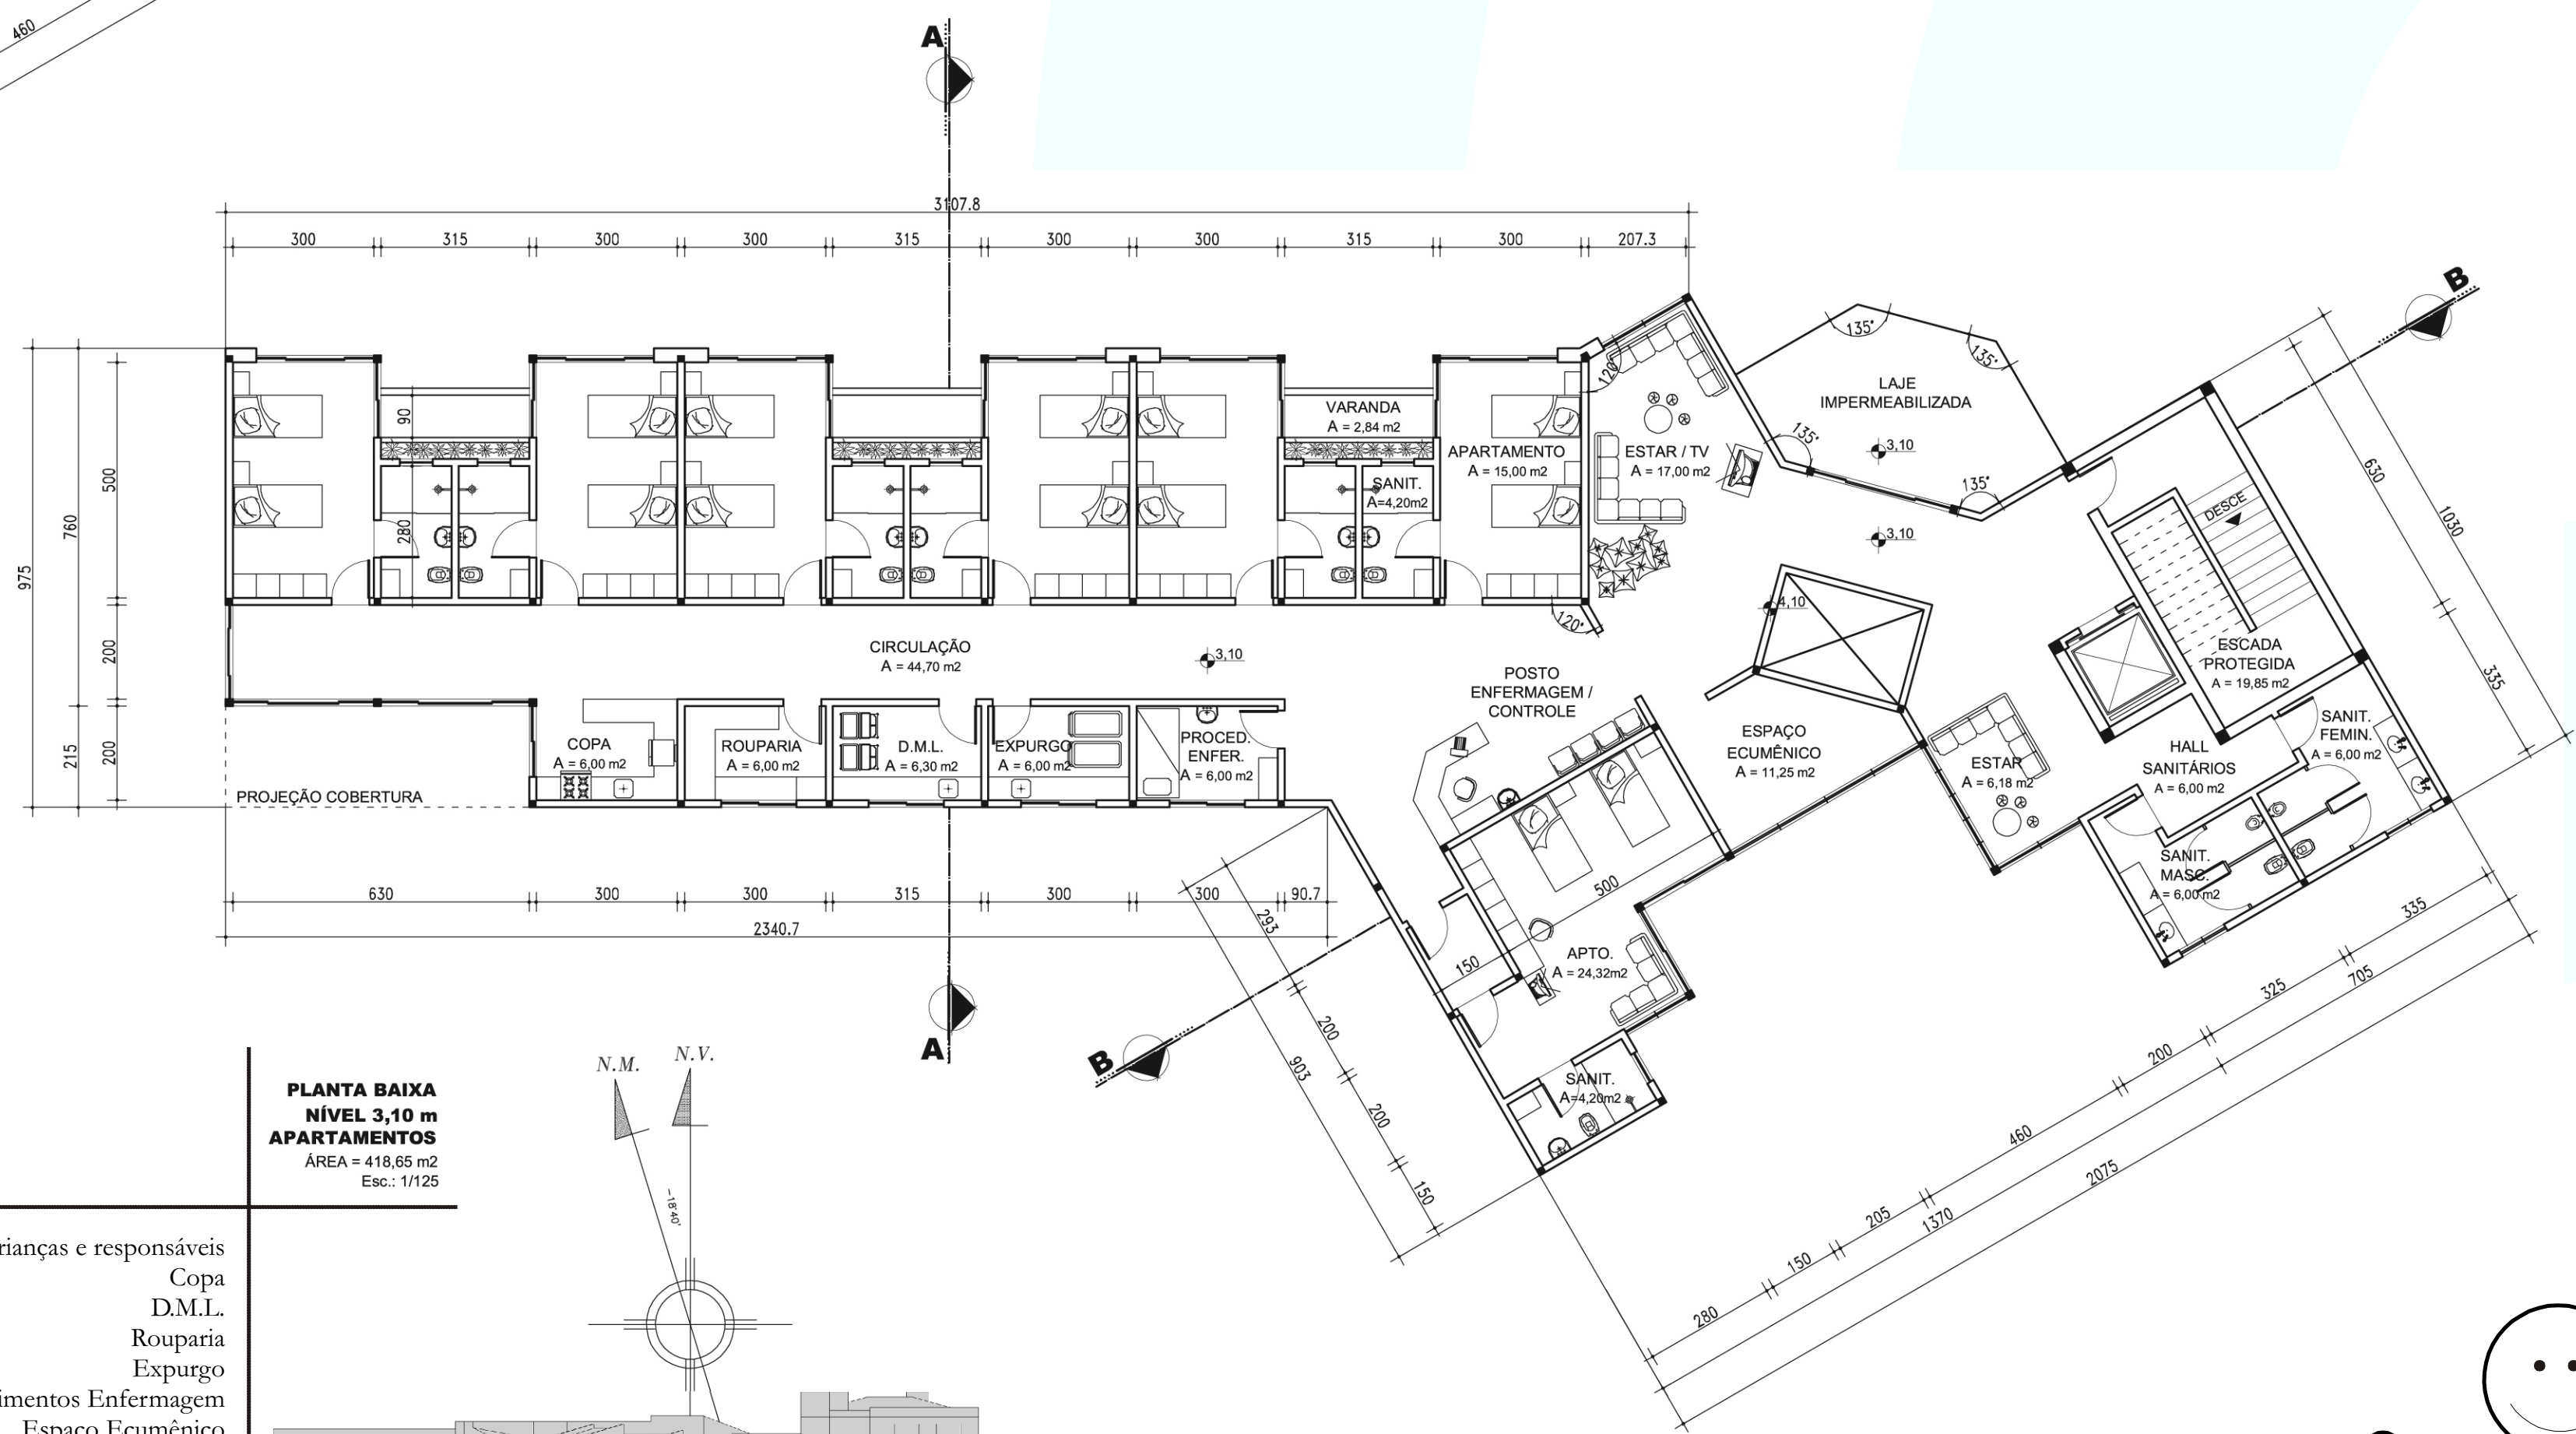 460
A
3107.8
300 315 300 300 315 300 300 315 300 207.3
B
135°
135°
LAJE
IMPERMEABILIZADA
3,10
135°
135°
3,10
120°
90
280
VARANDA
A = 2,84 m2
APARTAMENTO
A = 15,00 m2
SANIT.
A=4,20m2
ESTAR / TV
A = 17,00 m2
500
200
200
760
215
975
630
1030
335
DESCE
ESCADA
PROTEGIDA
A = 19,85 m2
4,10
120°
CIRCULAÇÃO
A = 44,70 m2
3,10
POSTO
ENFERMAGEM /
CONTROLE
ESPAÇO
ECUMÊNICO
A = 11,25 m2
ESTAR
A = 6,18 m2
HALL
SANITÁRIOS
A = 6,00 m2
SANIT.
FEMIN.
A = 6,00 m2
SANIT.
MASC.
A = 6,00 m2
COPA
A = 6,00 m2
ROUPARIA
A = 6,00 m2
D.M.L.
A = 6,30 m2
EXPURGO
A = 6,00 m2
PROCED.
ENFER.
A = 6,00 m2
PROJEÇÃO COBERTURA
630 300 300 315 300 300 90.7
2340.7
500
150
APTO.
A = 24,32m2
SANIT.
A=4,20m2
293
200
200
150
903
A
B
335
325
705
200
460
2075
205
1370
150
280
PLANTA BAIXA
NÍVEL 3,10 m
APARTAMENTOS
ÁREA = 418,65 m2
Esc.: 1/125
N.M. N.V.
-18°40'
rianças e responsáveis
Copa
D.M.L.
Rouparia
Expurgo
imentos Enfermagem
Espaço Ecumênico